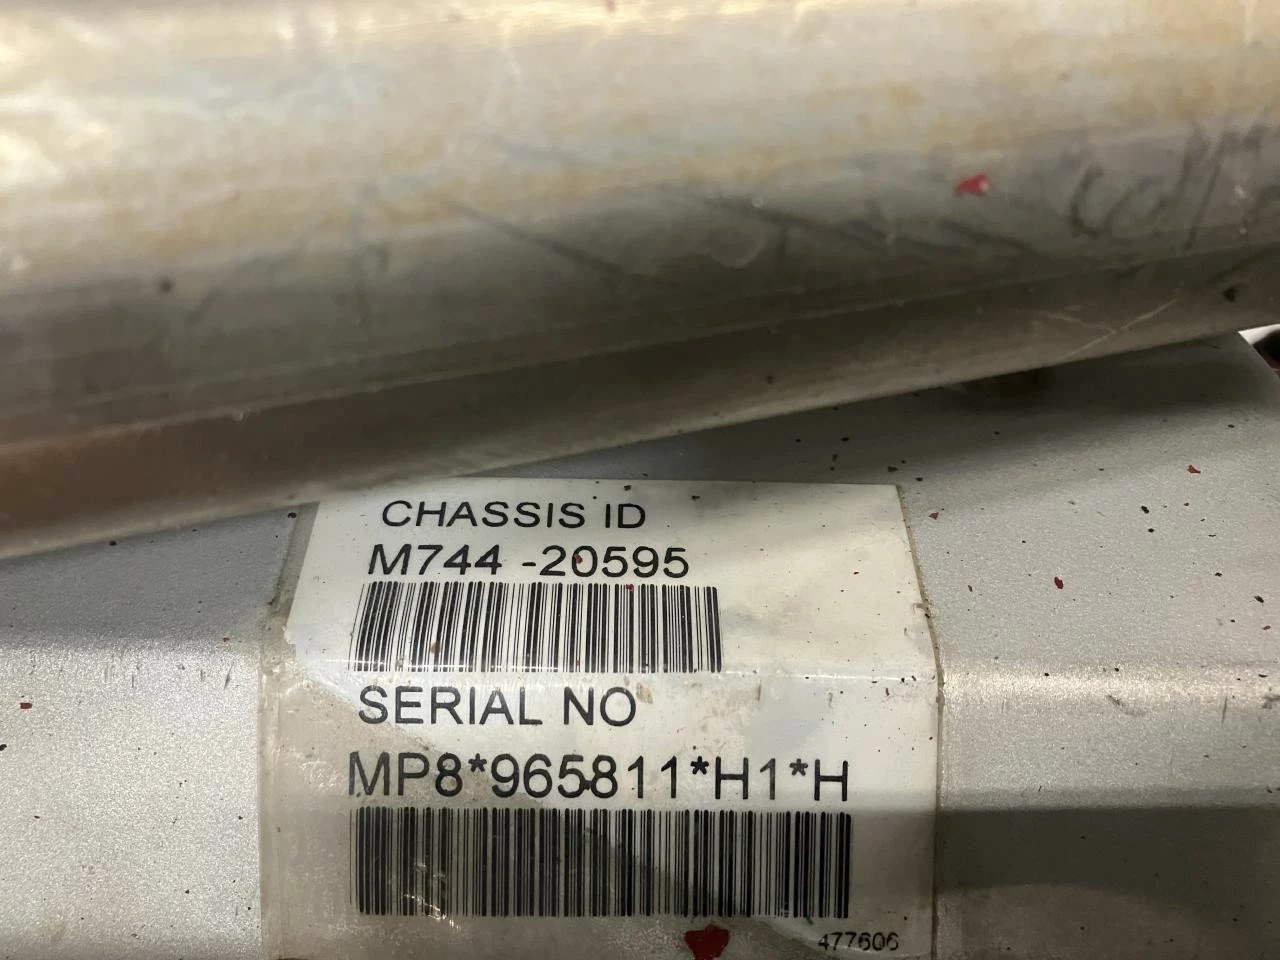 CHASSIS ID
M744 -20595
SERIAL NO
MP8*965811*H1*H
477606